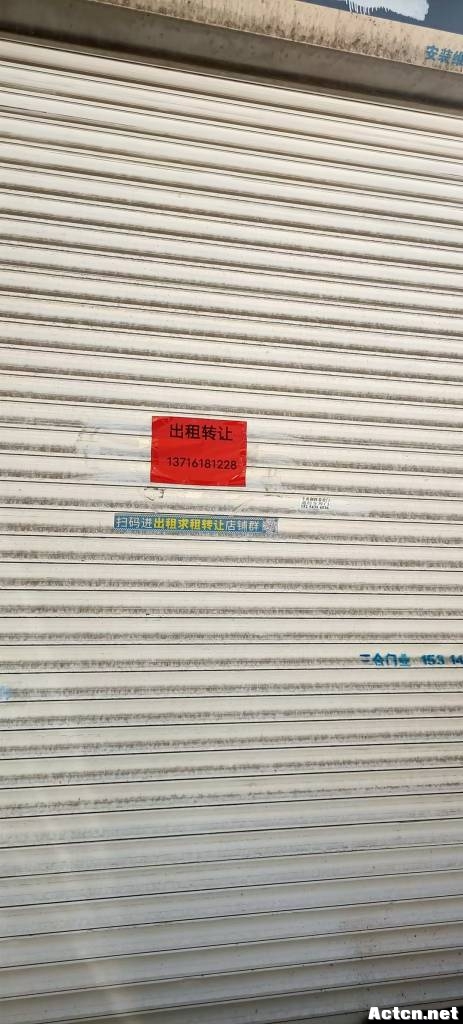 安装维
出租转让
13716181228
扫码进出租求租转让店铺群
三合门业 153 14
Actcn.net